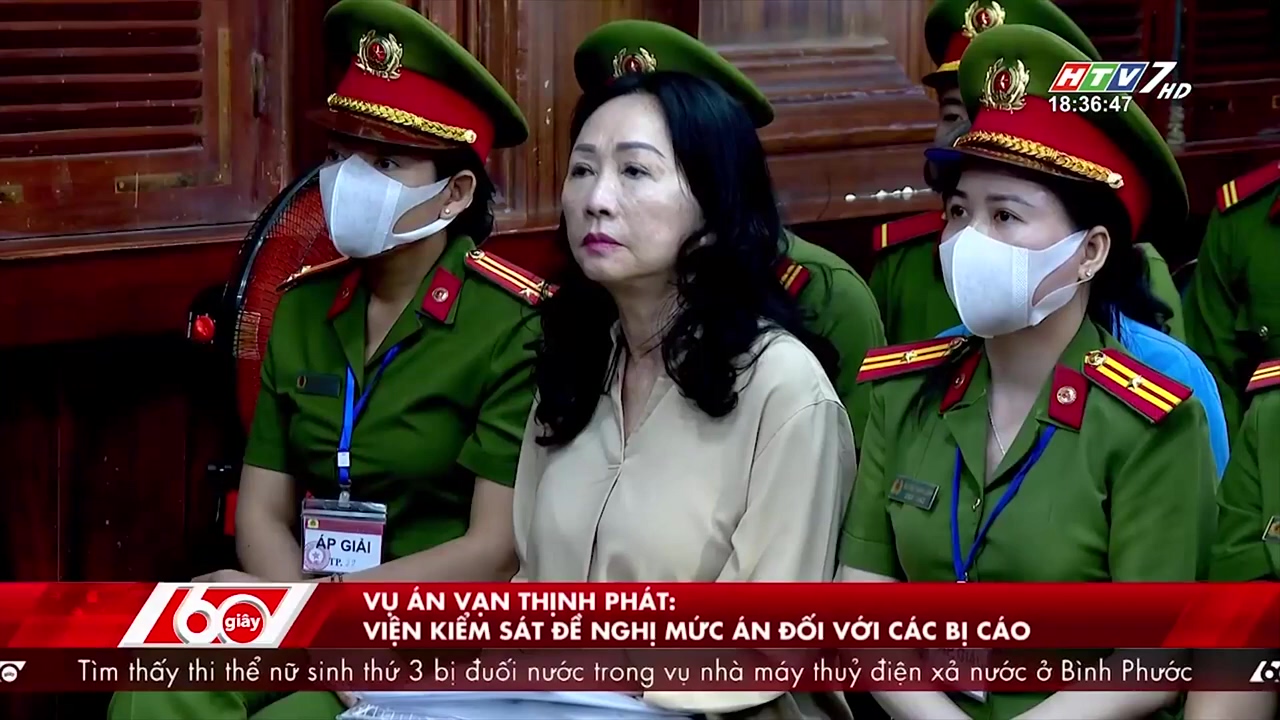 HTV7 HD
18:36:47
ÁP GIẢI
TP.
60 giây
VỤ ÁN VẠN THỊNH PHÁT:
VIỆN KIỂM SÁT ĐỀ NGHỊ MỨC ÁN ĐỐI VỚI CÁC BỊ CÁO
Tìm thấy thi thể nữ sinh thứ 3 bị đuối nước trong vụ nhà máy thuỷ điện xả nước ở Bình Phước